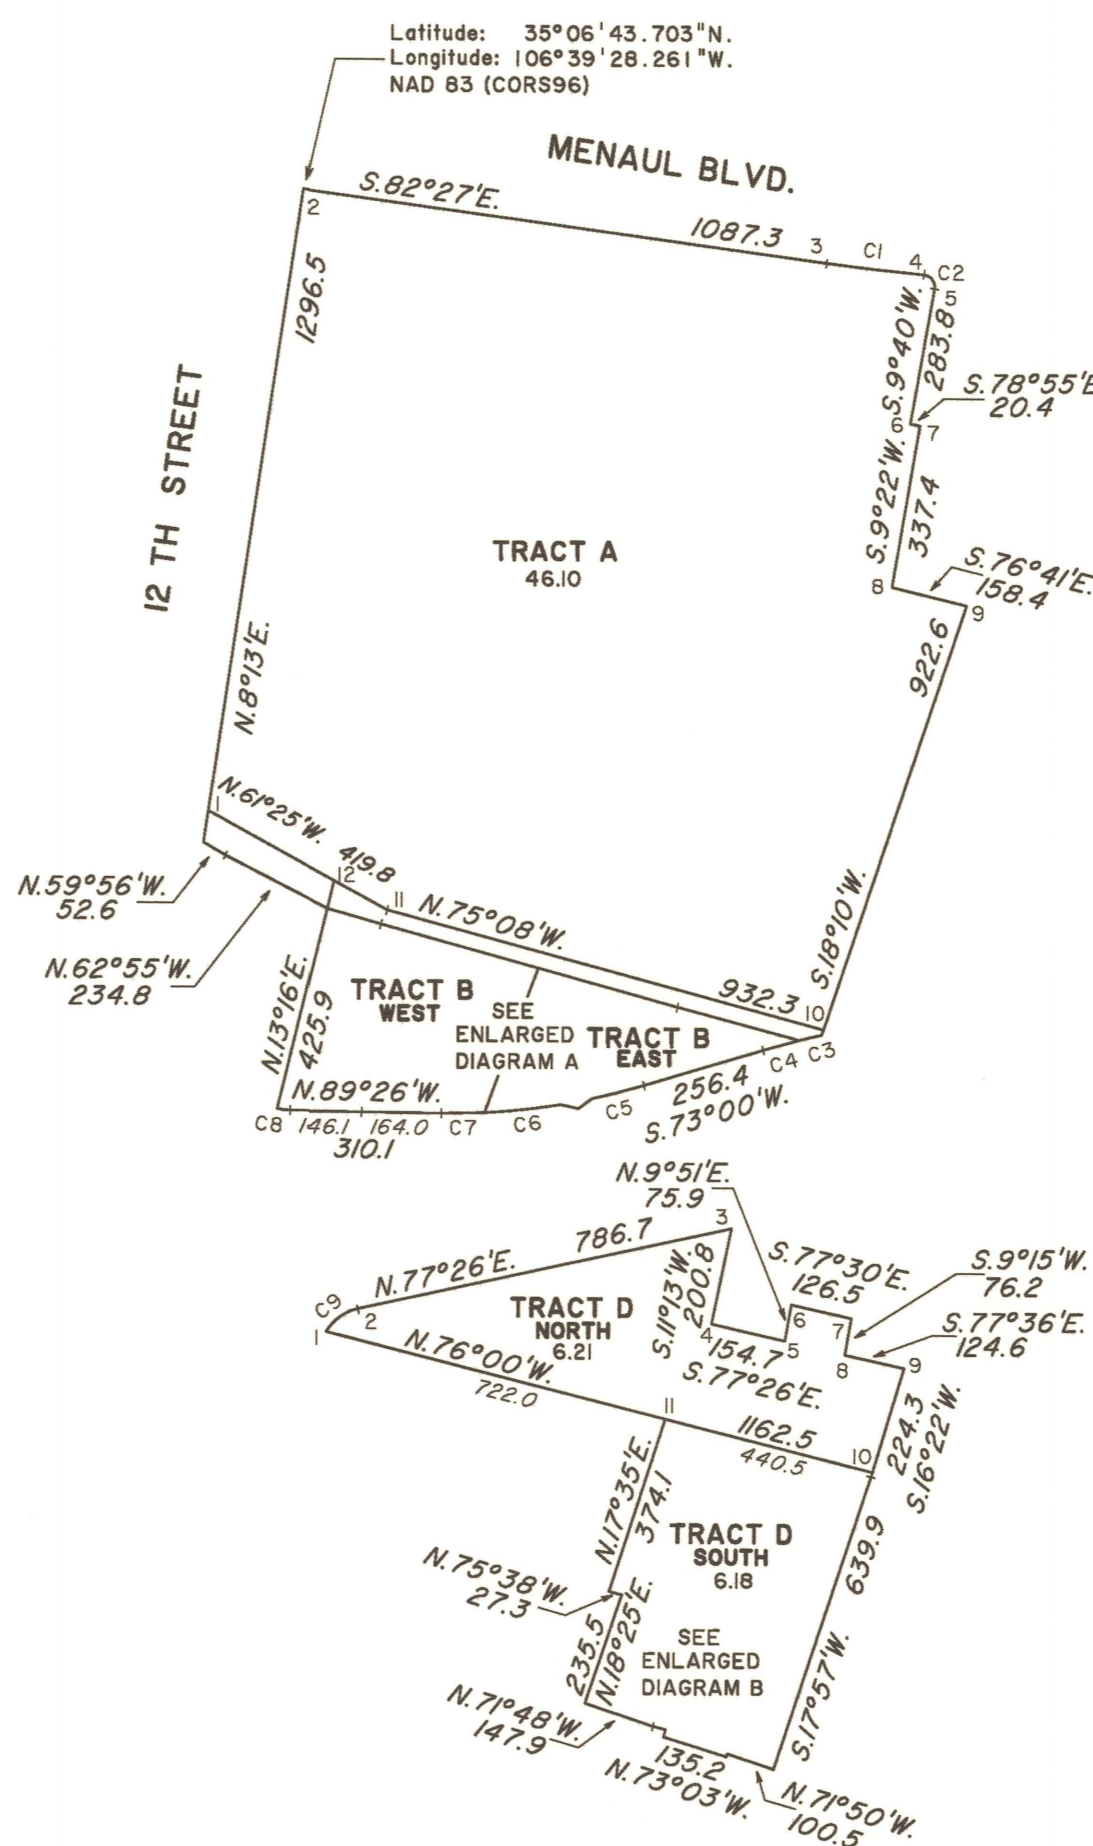 Latitude: 35°06'43.703"N.
Longitude: 106°39'28.261"W.
NAD 83 (CORS96)
MENAUL BLVD.
S.82°27'E.
2
1087.3
3
C1
4
C2
5
1296.5
S.9°40'W.
283.8
S.78°55'E
20.4
6
7
12 TH STREET
S.9°22'W.
337.4
TRACT A
46.10
S.76°41'E.
158.4
8
9
922.6
N.8°13'E.
1
N.61°25'W.
419.8
12
11
N.75°08'W.
S.18°10'W.
N.59°56'W.
52.6
932.3
10
N.62°55'W.
234.8
TRACT B
WEST
SEE
ENLARGED
DIAGRAM A
TRACT B
EAST
C3
C4
N.13°16'E.
425.9
256.4
S.73°00'W.
N.89°26'W.
C5
C8
146.1
164.0
C7
C6
310.1
N.9°51'E.
75.9
3
786.7
N.77°26'E.
S.11°13'W.
200.8
S.77°30'E.
126.5
S.9°15'W.
76.2
C9
2
1
TRACT D
NORTH
6.21
6
7
S.77°36'E.
124.6
4
154.7
5
S.77°26'E.
8
9
N.76°00'W.
722.0
11
1162.5
440.5
10
224.3
S.16°22'W.
N.17°35'E.
374.1
TRACT D
SOUTH
6.18
639.9
N.75°38'W.
27.3
235.5
N.18°25'E.
SEE
ENLARGED
DIAGRAM B
S.17°57'W.
N.71°48'W.
147.9
135.2
N.73°03'W.
N.71°50'W.
100.5